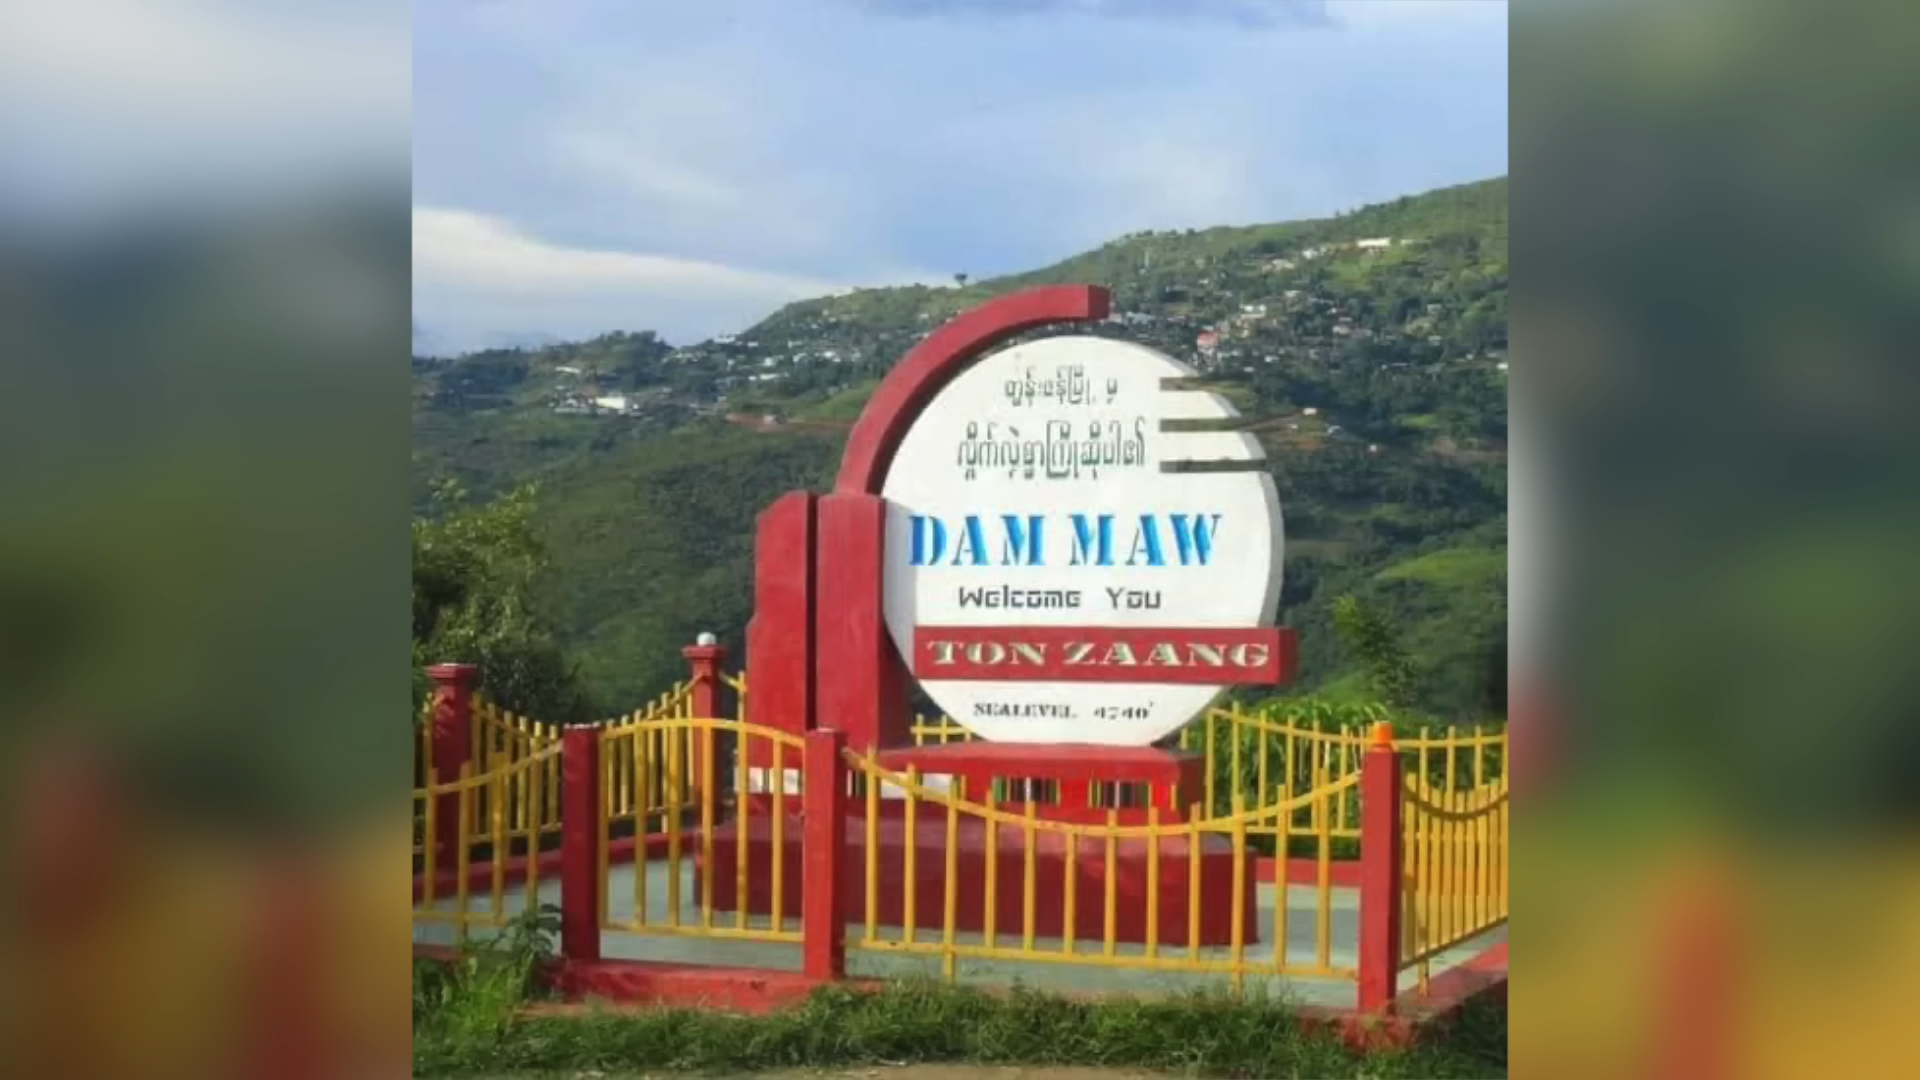 တွန်းဇန်မြို့ မှ
လှိုက်လှဲစွာကြိုဆိုပါ၏
DAM MAW
Welcome You
TON ZAANG
SEALEVEL 4740'